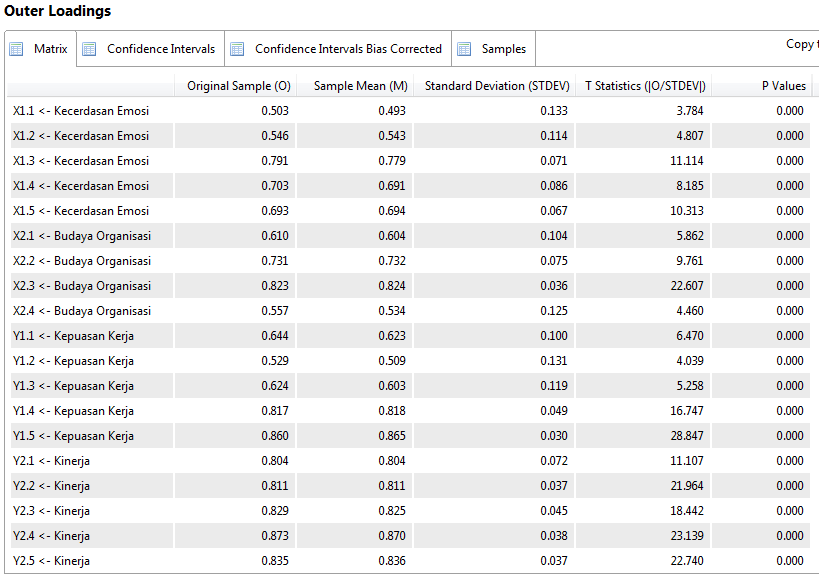 Outer Loadings
Matrix Confidence Intervals Confidence Intervals Bias Corrected Samples Copy
Original Sample (O) Sample Mean (M) Standard Deviation (STDEV) T Statistics (|O/STDEV|) P Values
X1.1 <- Kecerdasan Emosi 0.503 0.493 0.133 3.784 0.000
X1.2 <- Kecerdasan Emosi 0.546 0.543 0.114 4.807 0.000
X1.3 <- Kecerdasan Emosi 0.791 0.779 0.071 11.114 0.000
X1.4 <- Kecerdasan Emosi 0.703 0.691 0.086 8.185 0.000
X1.5 <- Kecerdasan Emosi 0.693 0.694 0.067 10.313 0.000
X2.1 <- Budaya Organisasi 0.610 0.604 0.104 5.862 0.000
X2.2 <- Budaya Organisasi 0.731 0.732 0.075 9.761 0.000
X2.3 <- Budaya Organisasi 0.823 0.824 0.036 22.607 0.000
X2.4 <- Budaya Organisasi 0.557 0.534 0.125 4.460 0.000
Y1.1 <- Kepuasan Kerja 0.644 0.623 0.100 6.470 0.000
Y1.2 <- Kepuasan Kerja 0.529 0.509 0.131 4.039 0.000
Y1.3 <- Kepuasan Kerja 0.624 0.603 0.119 5.258 0.000
Y1.4 <- Kepuasan Kerja 0.817 0.818 0.049 16.747 0.000
Y1.5 <- Kepuasan Kerja 0.860 0.865 0.030 28.847 0.000
Y2.1 <- Kinerja 0.804 0.804 0.072 11.107 0.000
Y2.2 <- Kinerja 0.811 0.811 0.037 21.964 0.000
Y2.3 <- Kinerja 0.829 0.825 0.045 18.442 0.000
Y2.4 <- Kinerja 0.873 0.870 0.038 23.139 0.000
Y2.5 <- Kinerja 0.835 0.836 0.037 22.740 0.000